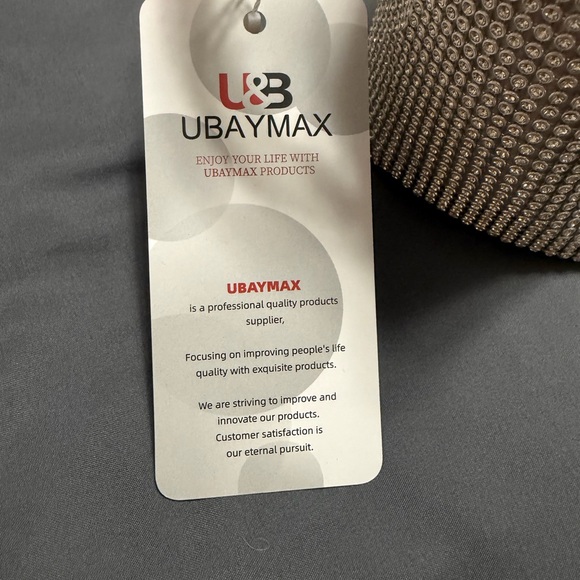 U&B
UBAYMAX
ENJOY YOUR LIFE WITH
UBAYMAX PRODUCTS
UBAYMAX
is a professional quality products
supplier,
Focusing on improving people's life
quality with exquisite products.
We are striving to improve and
innovate our products.
Customer satisfaction is
our eternal pursuit.